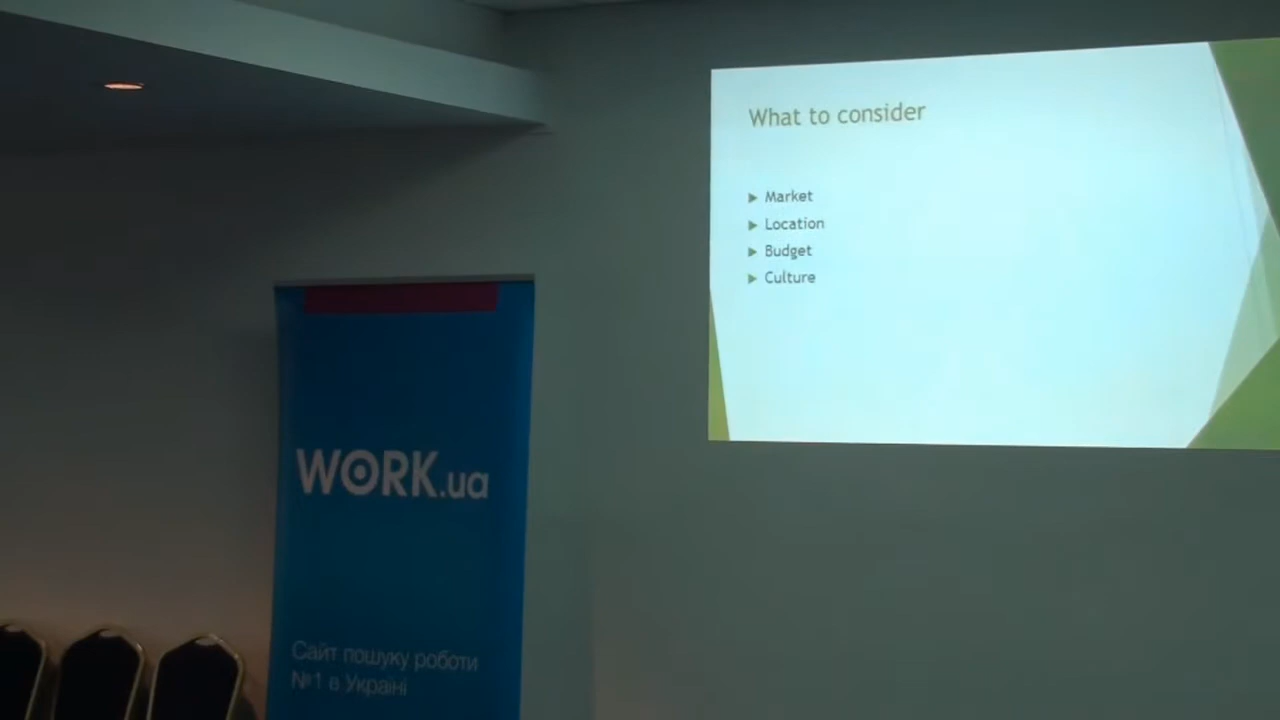 What to consider
Market
Location
Budget
Culture
WORK.ua
Сайт пошуку роботи
№1 в Україні